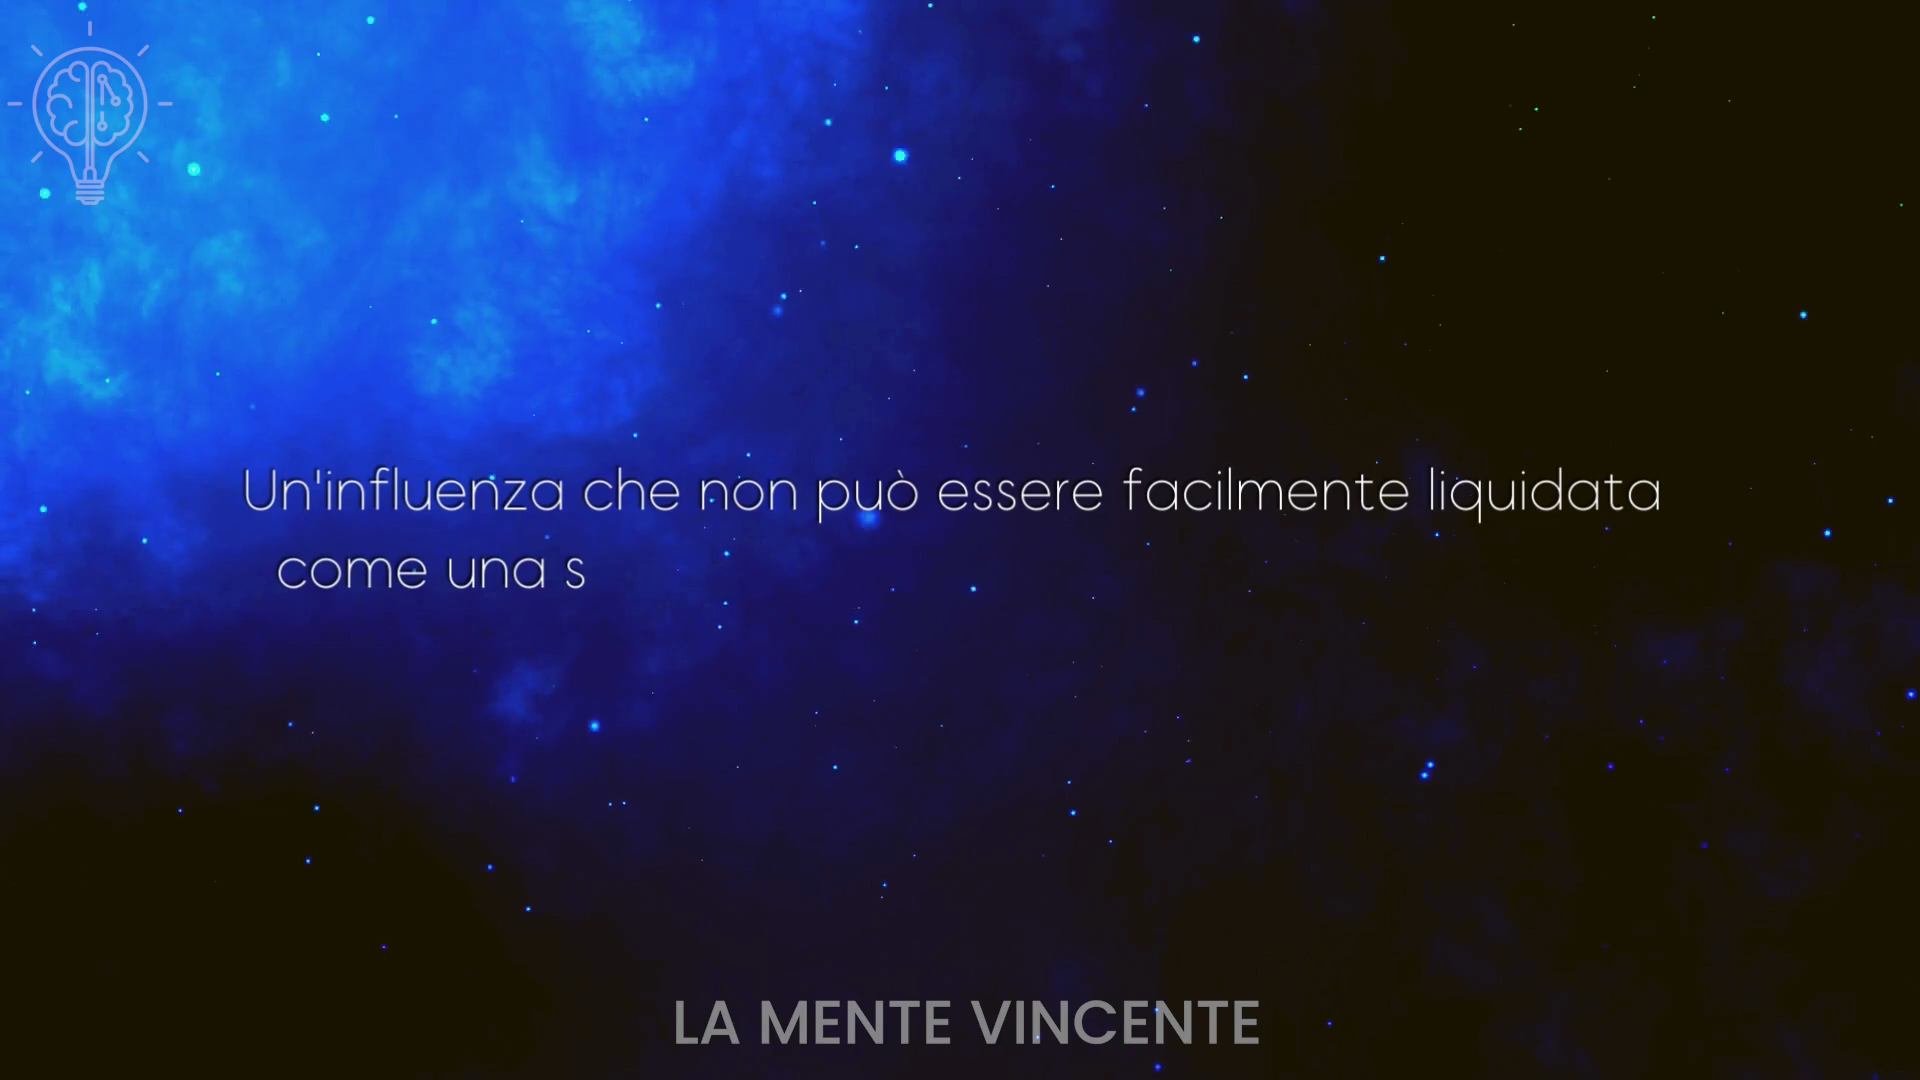 Un'influenza che non può essere facilmente liquidata
come una s
LA MENTE VINCENTE